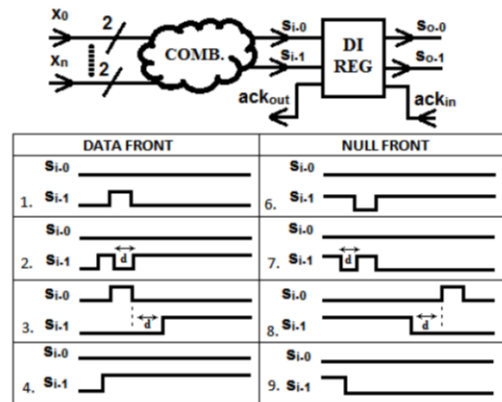 x₀ 2 sᵢ.₀ sₒ.₀
COMB. DI REG
xₙ 2 sᵢ.₁ sₒ.₁
ack_out ack_in
DATA FRONT NULL FRONT
sᵢ.₀ sᵢ.₀
1. sᵢ.₁ 6. sᵢ.₁
sᵢ.₀ sᵢ.₀
2. sᵢ.₁ d 7. sᵢ.₁ d
sᵢ.₀ sᵢ.₀
3. sᵢ.₁ d 8. sᵢ.₁ d
sᵢ.₀ sᵢ.₀
4. sᵢ.₁ 9. sᵢ.₁